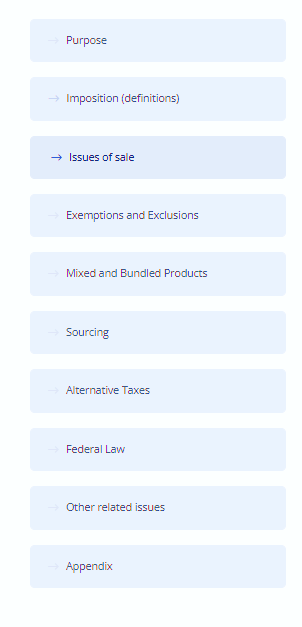 → Purpose
→ Imposition (definitions)
→ Issues of sale
→ Exemptions and Exclusions
→ Mixed and Bundled Products
→ Sourcing
→ Alternative Taxes
→ Federal Law
→ Other related issues
→ Appendix